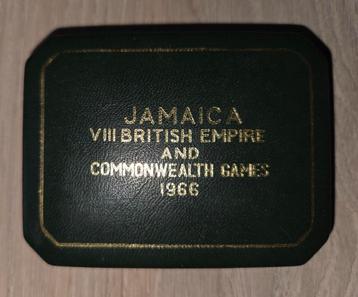 JAMAICA
VIII BRITISH EMPIRE
AND
COMMONWEALTH GAMES
1966